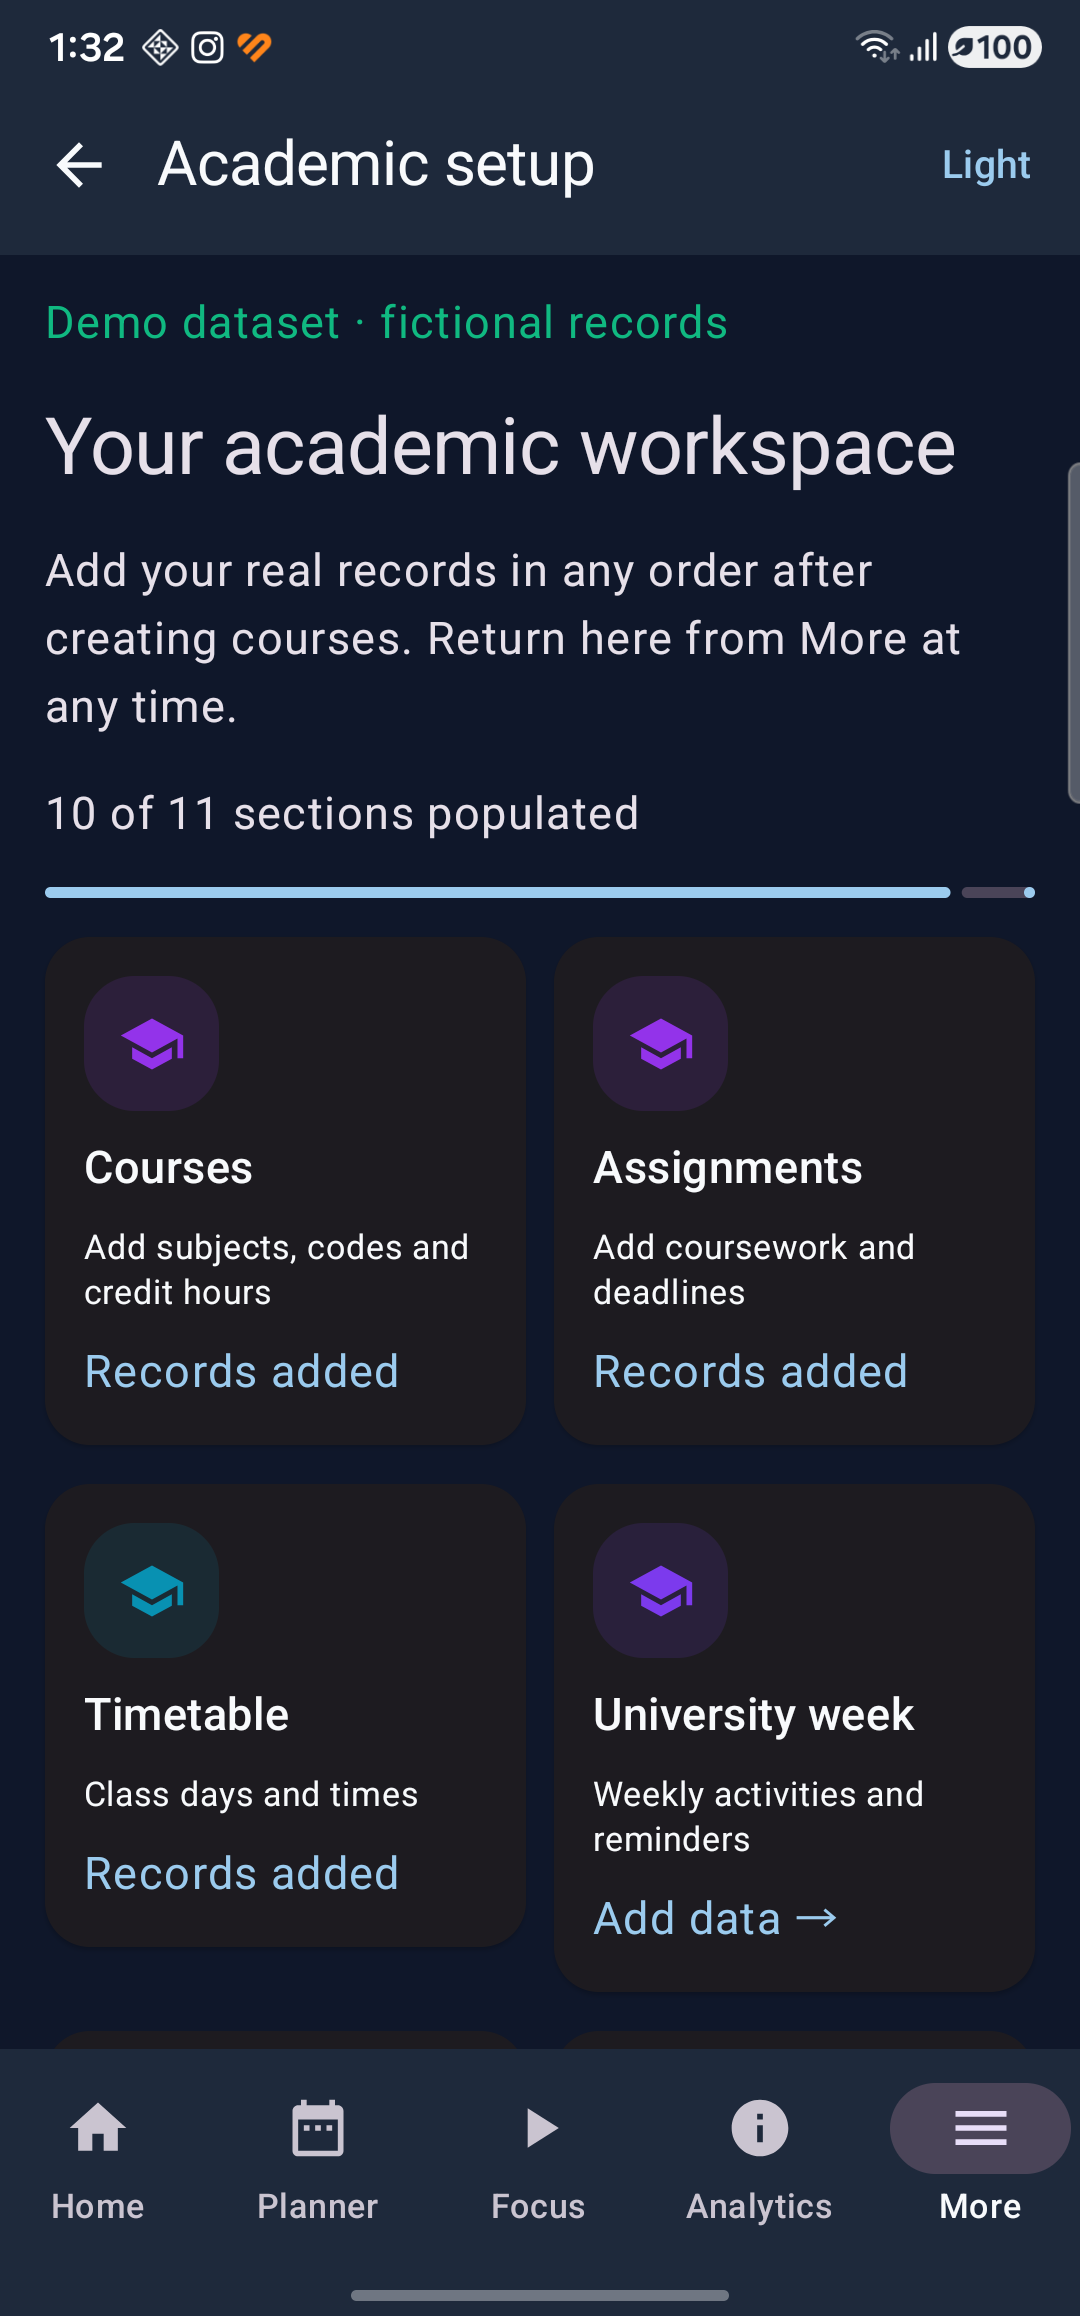 1:32
100
Academic setup
Light
Demo dataset · fictional records
Your academic workspace
Add your real records in any order after
creating courses. Return here from More at
any time.
10 of 11 sections populated
Courses
Add subjects, codes and
credit hours
Records added
Assignments
Add coursework and
deadlines
Records added
Timetable
Class days and times
Records added
University week
Weekly activities and
reminders
Add data →
Home
Planner
Focus
Analytics
More